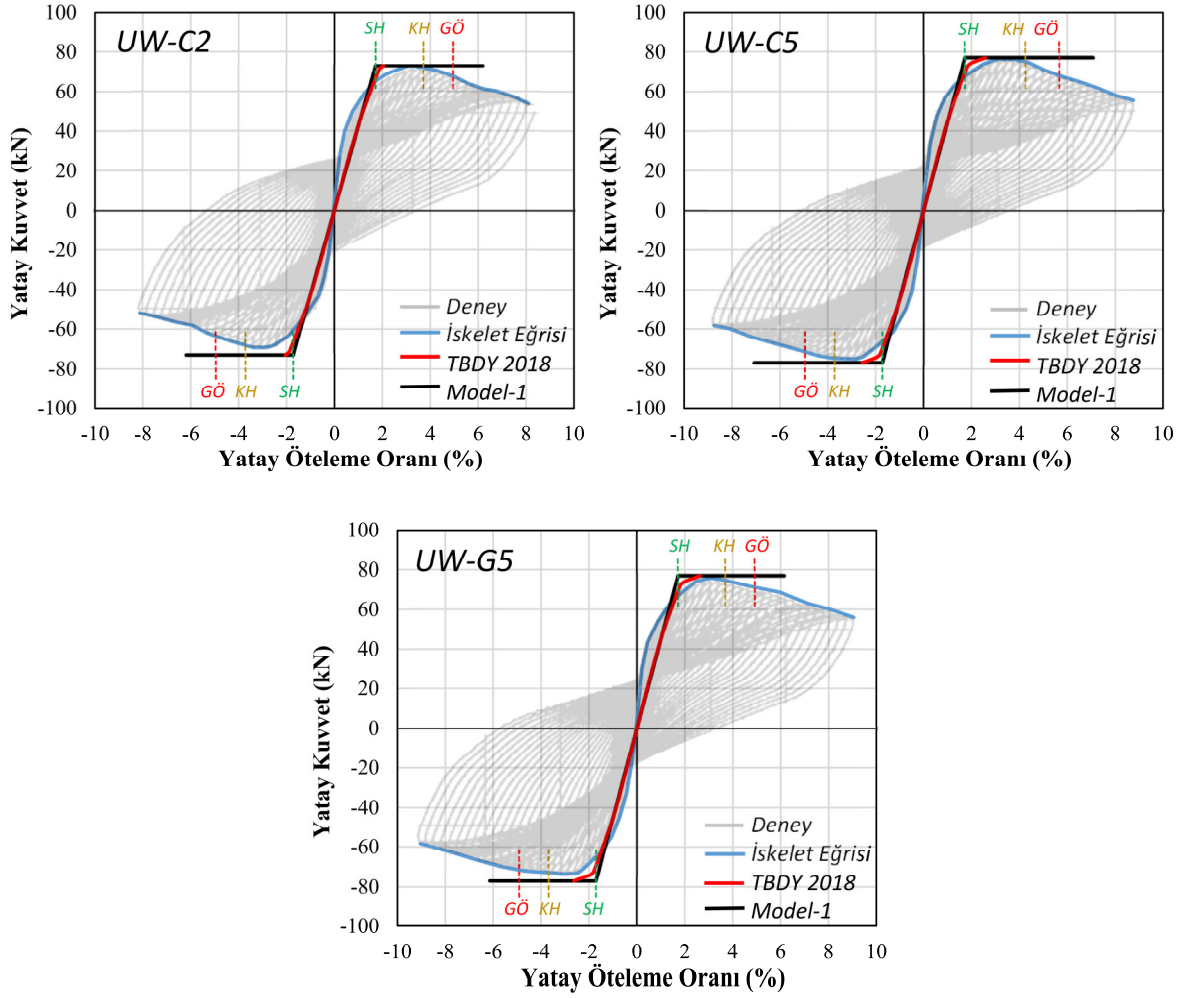 UW-C2
SH KH GÖ
100
80
60
40
20
0
-20
-40
-60
-80
-100
Yatay Kuvvet (kN)
Deney
İskelet Eğrisi
TBDY 2018
Model-1
GÖ KH SH
-10 -8 -6 -4 -2 0 2 4 6 8 10
Yatay Öteleme Oranı (%)
UW-C5
SH KH GÖ
100
80
60
40
20
0
-20
-40
-60
-80
-100
Yatay Kuvvet (kN)
Deney
İskelet Eğrisi
TBDY 2018
Model-1
GÖ KH SH
-10 -8 -6 -4 -2 0 2 4 6 8 10
Yatay Öteleme Oranı (%)
UW-G5
SH KH GÖ
100
80
60
40
20
0
-20
-40
-60
-80
-100
Yatay Kuvvet (kN)
Deney
İskelet Eğrisi
TBDY 2018
Model-1
GÖ KH SH
-10 -8 -6 -4 -2 0 2 4 6 8 10
Yatay Öteleme Oranı (%)